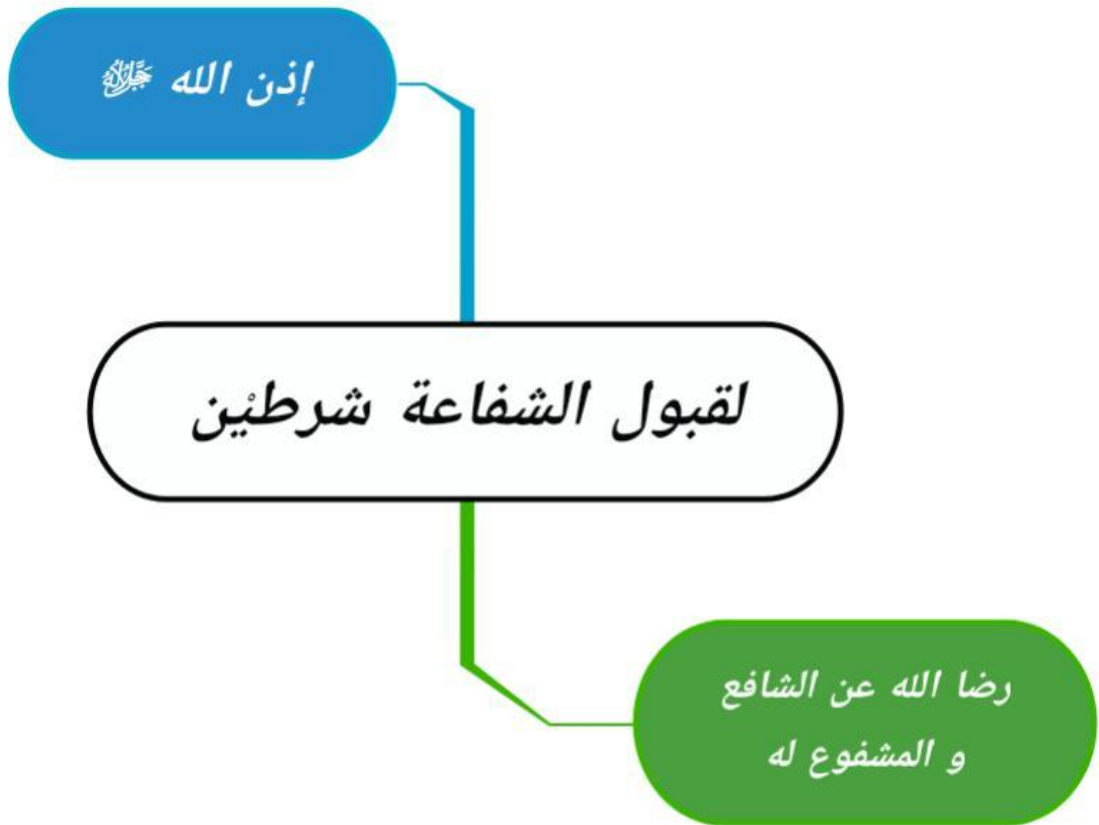 إذن الله ﷻ
لقبول الشفاعة شرطيْن
رضا الله عن الشافع
و المشفوع له